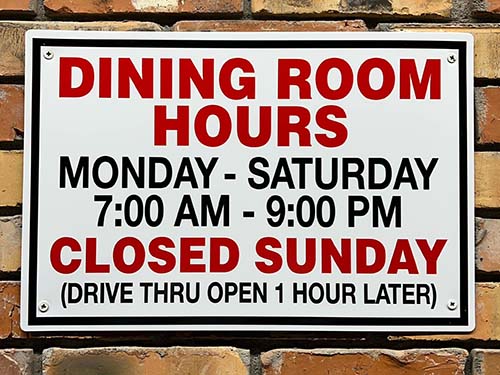 DINING ROOM
HOURS
MONDAY - SATURDAY
7:00 AM - 9:00 PM
CLOSED SUNDAY
(DRIVE THRU OPEN 1 HOUR LATER)